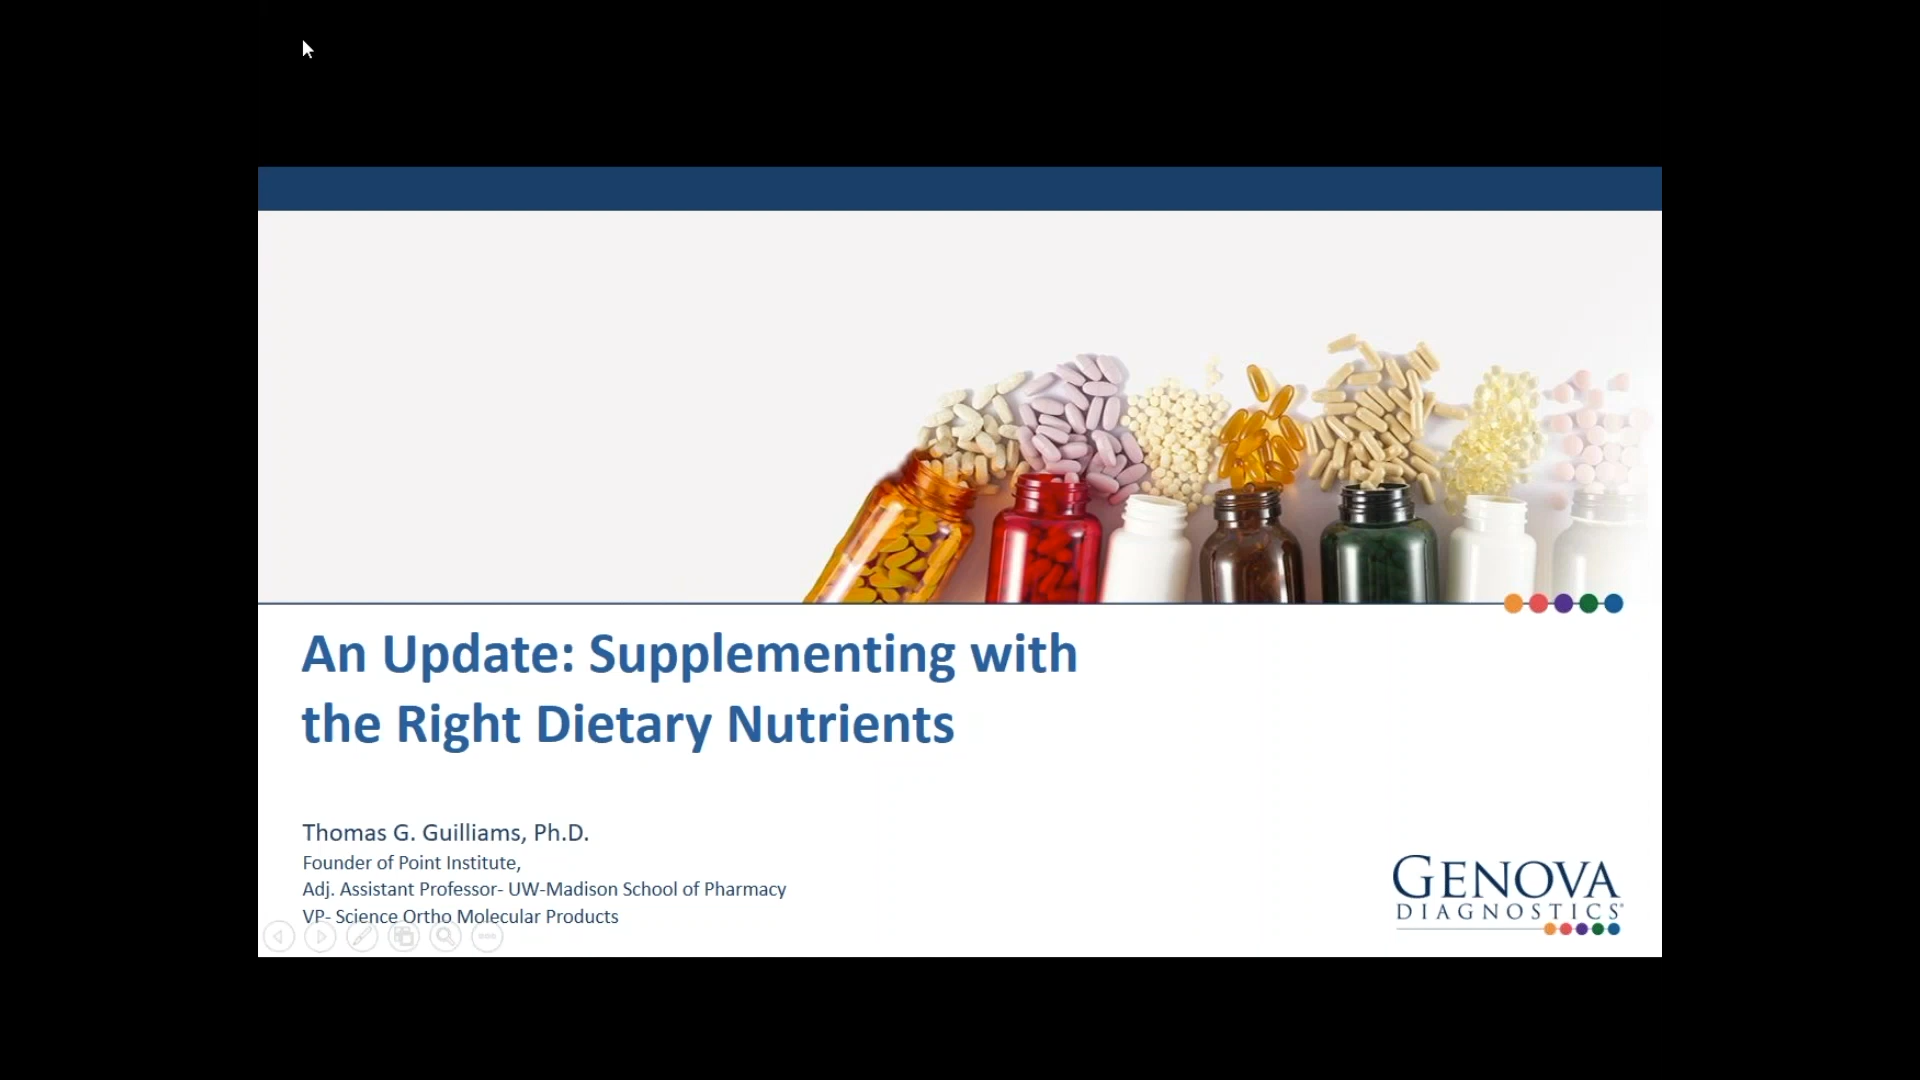 An Update: Supplementing with
the Right Dietary Nutrients
Thomas G. Guilliams, Ph.D.
Founder of Point Institute,
Adj. Assistant Professor- UW-Madison School of Pharmacy
VP- Science Ortho Molecular Products
GENOVA
DIAGNOSTICS®